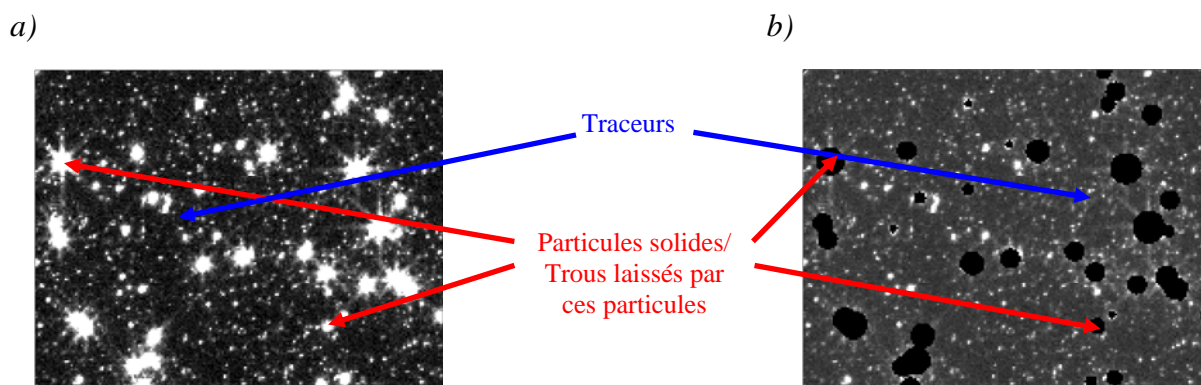 a)
b)
Traceurs
Particules solides/
Trous laissés par
ces particules